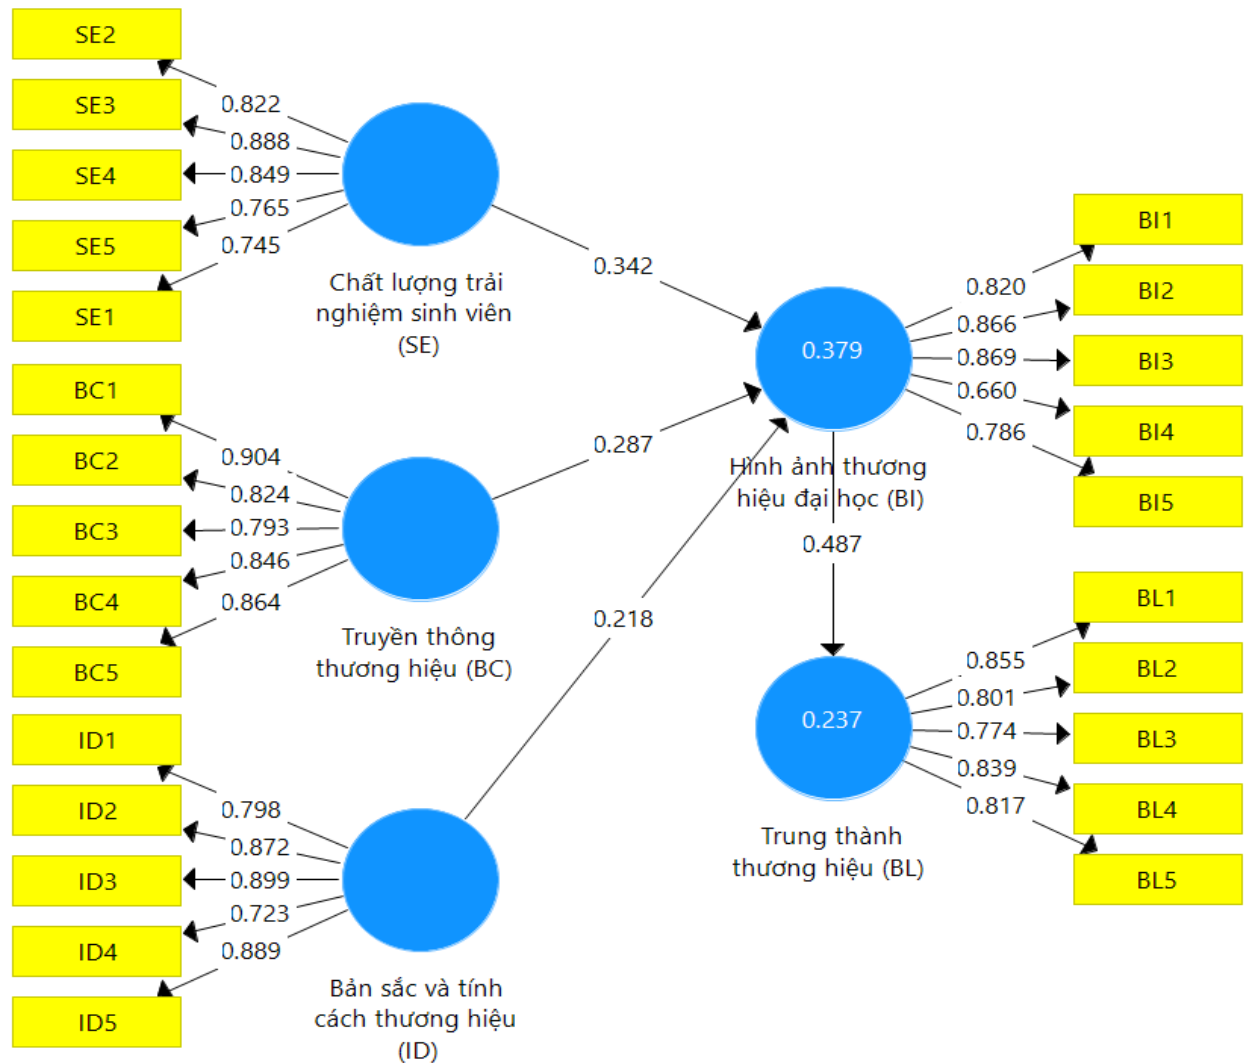 SE2
SE3
SE4
SE5
SE1
0.822
0.888
0.849
0.765
0.745
Chất lượng trải
nghiệm sinh viên
(SE)
0.342
BC1
BC2
BC3
BC4
BC5
0.904
0.824
0.793
0.846
0.864
Truyền thông
thương hiệu (BC)
0.287
ID1
ID2
ID3
ID4
ID5
0.798
0.872
0.899
0.723
0.889
Bản sắc và tính
cách thương hiệu
(ID)
0.218
0.379
Hình ảnh thương
hiệu đại học (BI)
0.820
0.866
0.869
0.660
0.786
BI1
BI2
BI3
BI4
BI5
0.487
0.237
Trung thành
thương hiệu (BL)
0.855
0.801
0.774
0.839
0.817
BL1
BL2
BL3
BL4
BL5